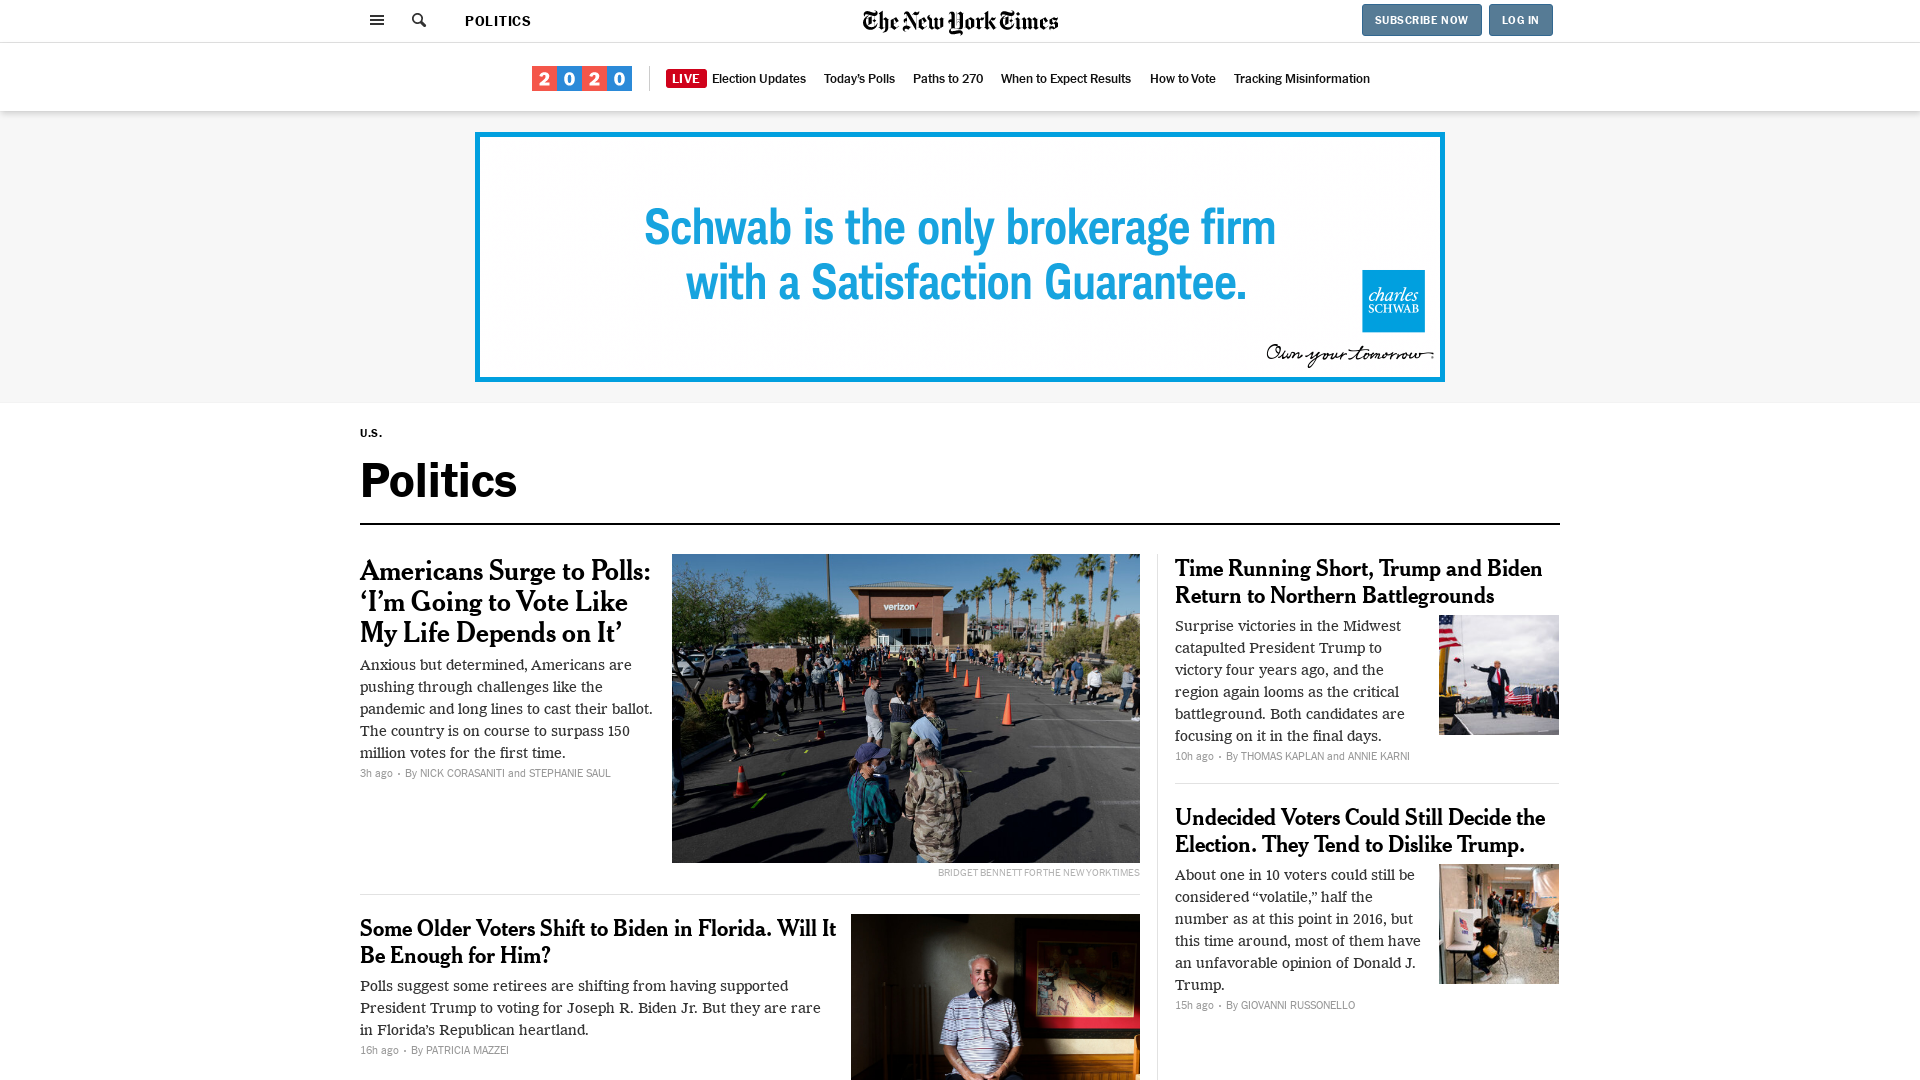 POLITICS
The New York Times
SUBSCRIBE NOW
LOG IN
2020
LIVE
Election Updates
Today's Polls
Paths to 270
When to Expect Results
How to Vote
Tracking Misinformation
Schwab is the only brokerage firm
with a Satisfaction Guarantee.
charles
SCHWAB
Own your tomorrow.
U.S.
Politics
Americans Surge to Polls:
‘I’m Going to Vote Like
My Life Depends on It’
Anxious but determined, Americans are
pushing through challenges like the
pandemic and long lines to cast their ballot.
The country is on course to surpass 150
million votes for the first time.
3h ago • By NICK CORASANITI and STEPHANIE SAUL
verizon
BRIDGET BENNETT FOR THE NEW YORK TIMES
Some Older Voters Shift to Biden in Florida. Will It
Be Enough for Him?
Polls suggest some retirees are shifting from having supported
President Trump to voting for Joseph R. Biden Jr. But they are rare
in Florida’s Republican heartland.
16h ago • By PATRICIA MAZZEI
Time Running Short, Trump and Biden
Return to Northern Battlegrounds
Surprise victories in the Midwest
catapulted President Trump to
victory four years ago, and the
region again looms as the critical
battleground. Both candidates are
focusing on it in the final days.
10h ago • By THOMAS KAPLAN and ANNIE KARNI
Undecided Voters Could Still Decide the
Election. They Tend to Dislike Trump.
About one in 10 voters could still be
considered “volatile,” half the
number as at this point in 2016, but
this time around, most of them have
an unfavorable opinion of Donald J.
Trump.
15h ago • By GIOVANNI RUSSONELLO